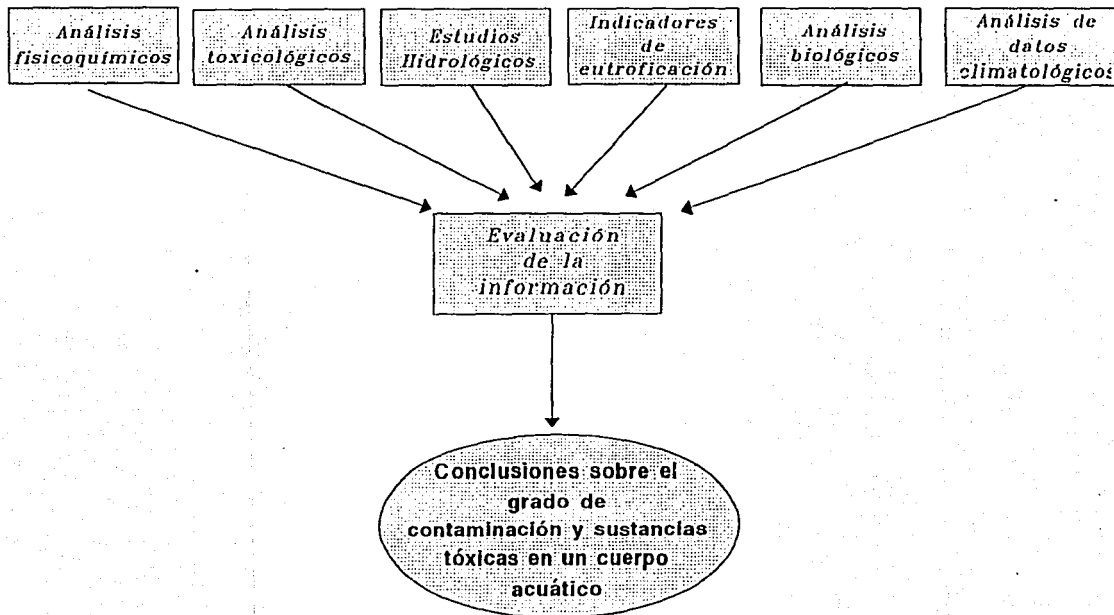 Análisis
fisicoquímicos
Análisis
toxicológicos
Estudios
Hidrológicos
Indicadores
de
eutroficación
Análisis
biológicos
Análisis de
datos
climatológicos
Evaluación
de la
información
Conclusiones sobre el
grado de
contaminación y sustancias
tóxicas en un cuerpo
acuático